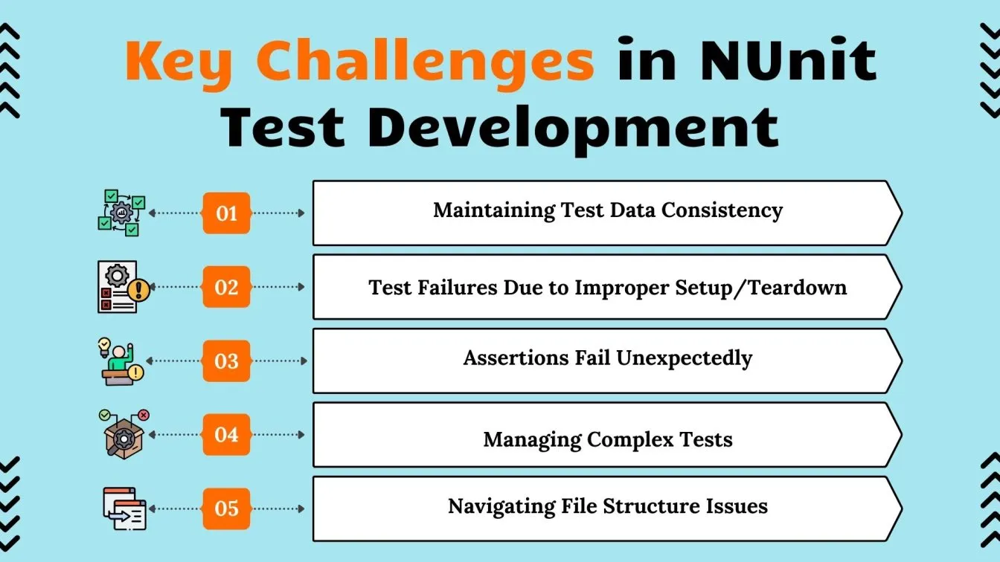 Key Challenges in NUnit
Test Development
01
Maintaining Test Data Consistency
02
Test Failures Due to Improper Setup/Teardown
03
Assertions Fail Unexpectedly
04
Managing Complex Tests
05
Navigating File Structure Issues